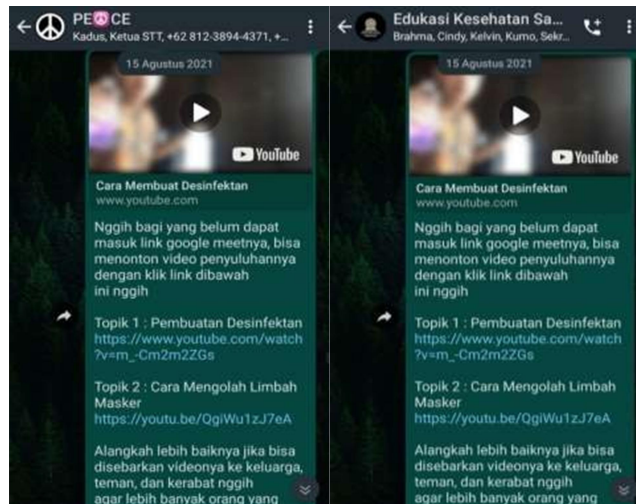 PE☮CE
Kadus, Ketua STT, +62 812-3894-4371, +...
15 Agustus 2021
YouTube
Cara Membuat Desinfektan
www.youtube.com
Nggih bagi yang belum dapat
masuk link google meetnya, bisa
menonton video penyuluhannya
dengan klik link dibawah
ini nggih
Topik 1 : Pembuatan Desinfektan
https://www.youtube.com/watch
?v=m_-Cm2m2ZGs
Topik 2 : Cara Mengolah Limbah
Masker
https://youtu.be/QgiWu1zJ7eA
Alangkah lebih baiknya jika bisa
disebarkan videonya ke keluarga,
teman, dan kerabat nggih
agar lebih banyak orang yang
Edukasi Kesehatan Sa...
Brahma, Cindy, Kelvin, Kumo, Sekr...
15 Agustus 2021
YouTube
Cara Membuat Desinfektan
www.youtube.com
Nggih bagi yang belum dapat
masuk link google meetnya, bisa
menonton video penyuluhannya
dengan klik link dibawah
ini nggih
Topik 1 : Pembuatan Desinfektan
https://www.youtube.com/watch
?v=m_-Cm2m2ZGs
Topik 2 : Cara Mengolah Limbah
Masker
https://youtu.be/QgiWu1zJ7eA
Alangkah lebih baiknya jika bisa
disebarkan videonya ke keluarga,
teman, dan kerabat nggih
agar lebih banyak orang yang